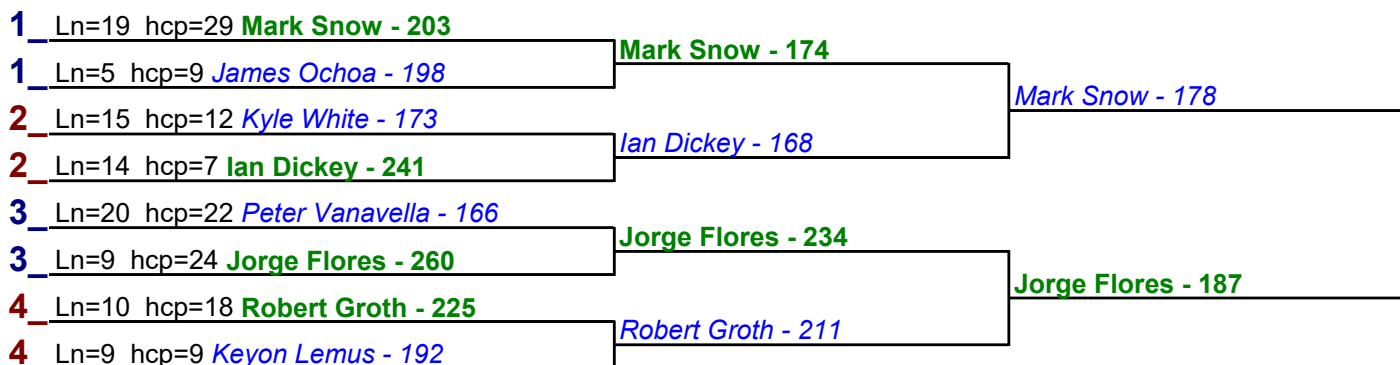 1_ Ln=19 hcp=29 Mark Snow - 203
Mark Snow - 174
1_ Ln=5 hcp=9 James Ochoa - 198
Mark Snow - 178
2_ Ln=15 hcp=12 Kyle White - 173
Ian Dickey - 168
2_ Ln=14 hcp=7 Ian Dickey - 241
3_ Ln=20 hcp=22 Peter Vanavella - 166
Jorge Flores - 234
3_ Ln=9 hcp=24 Jorge Flores - 260
Jorge Flores - 187
4_ Ln=10 hcp=18 Robert Groth - 225
Robert Groth - 211
4 Ln=9 hcp=9 Keyon Lemus - 192